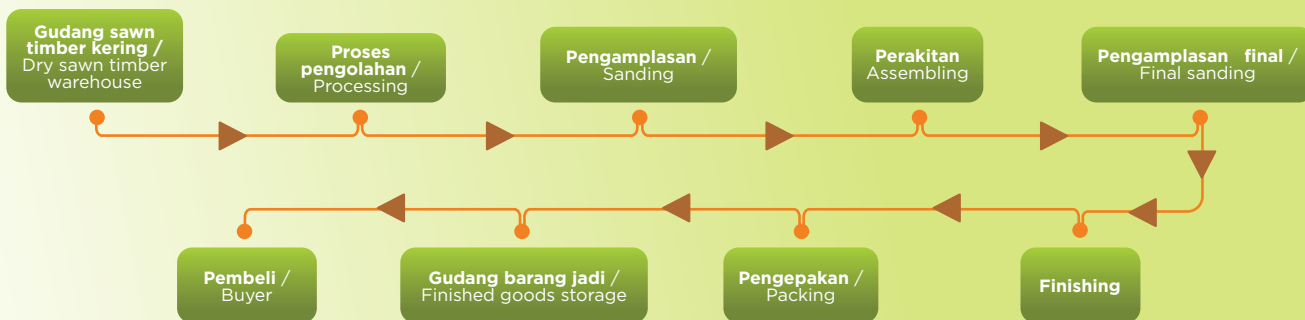 Gudang sawn
timber kering /
Dry sawn timber
warehouse
Proses
pengolahan /
Processing
Pengamplasan /
Sanding
Perakitan
Assembling
Pengamplasan final /
Final sanding
Finishing
Pengepakan /
Packing
Gudang barang jadi /
Finished goods storage
Pembeli /
Buyer